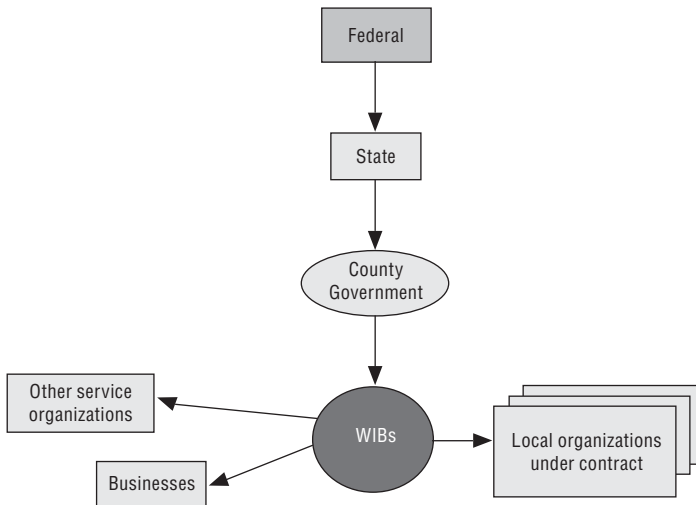 Federal
State
County
Government
Other service
organizations
WIBs
Local organizations
under contract
Businesses